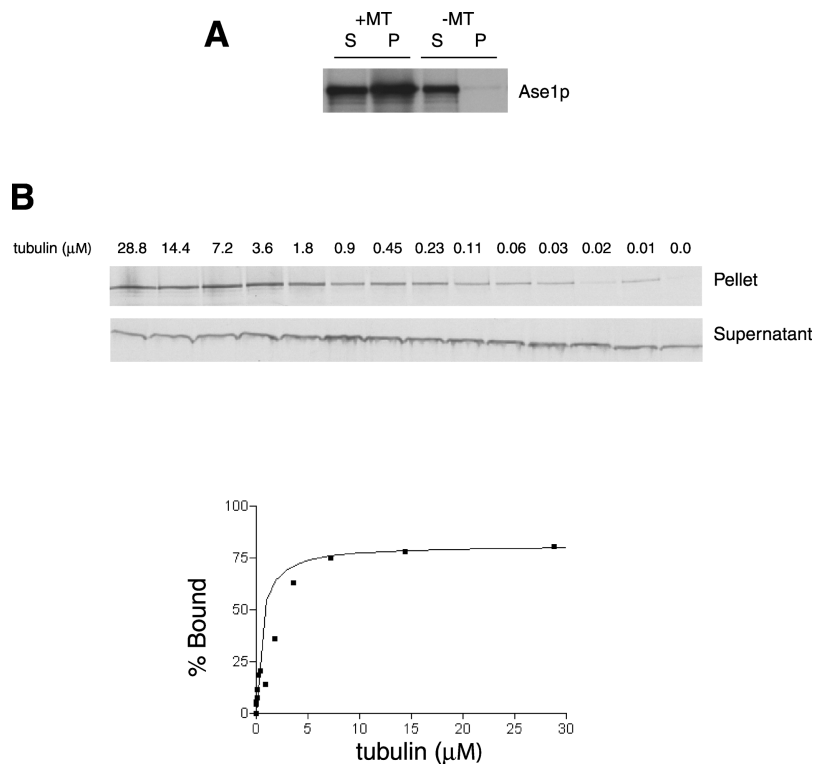 A
+MT -MT
S P S P
Ase1p
B
tubulin (μM) 28.8 14.4 7.2 3.6 1.8 0.9 0.45 0.23 0.11 0.06 0.03 0.02 0.01 0.0
Pellet
Supernatant
100
75
50
25
0
% Bound
0 5 10 15 20 25 30
tubulin (μM)